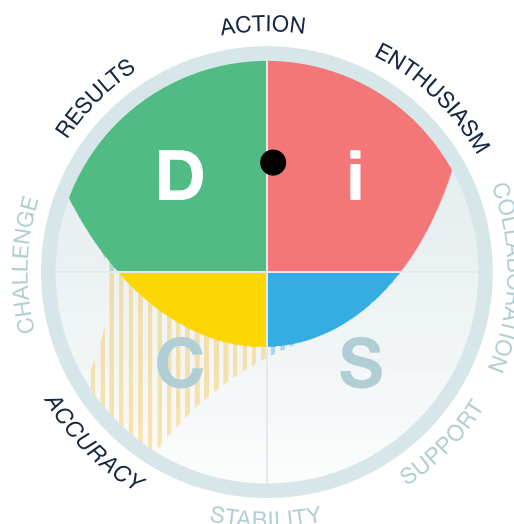 ACTION
RESULTS
ENTHUSIASM
D
i
CHALLENGE
COLLABORATION
C
S
ACCURACY
SUPPORT
STABILITY